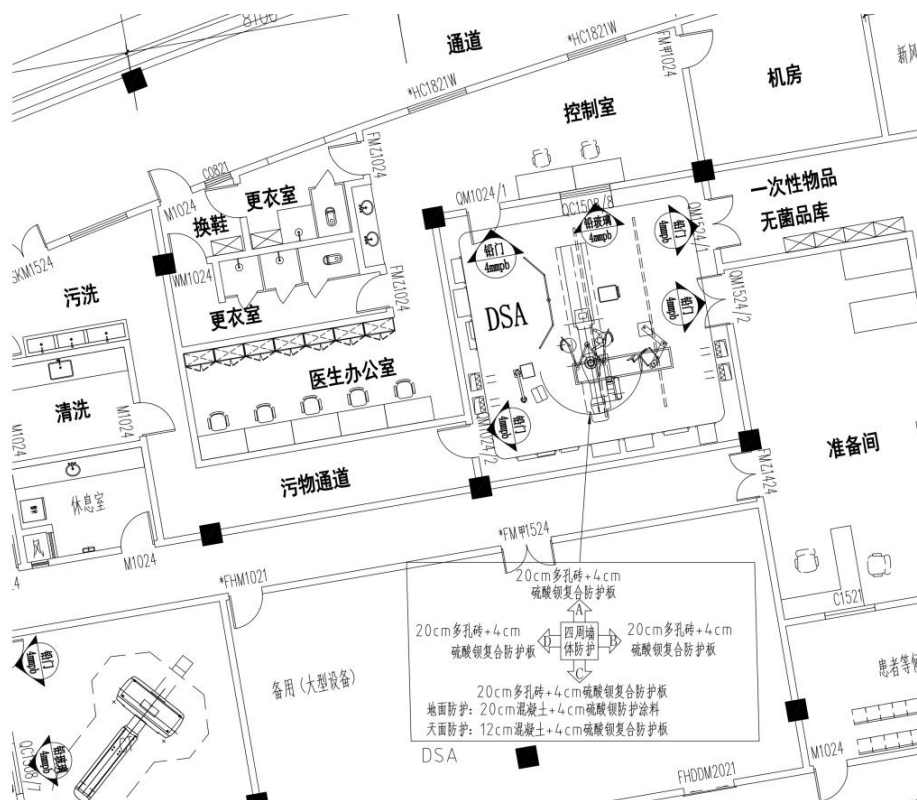 8100
通道
*HC1821W
*HC1821W
FM甲1024
机房
新风
控制室
C0821
FMZ1024
更衣室
M1024
换鞋
QM1024/1
QC1508/8
铅玻璃
4mmpb
铅门
4mmpb
QM1524/1
铅门
4mmpb
一次性物品
无菌品库
SKM1524
WM1024
污洗
更衣室
FMZ1024
DSA
铅门
4mmpb
QM1524/2
医生办公室
清洗
M1024
M1024
铅门
4mmpb
QM1024/2
准备间
污物通道
FMZ1424
休息室
风
M1024
*FM甲1524
*FHM1021
20cm多孔砖+4cm
硫酸钡复合防护板
A
20cm多孔砖+4cm
硫酸钡复合防护板
D
四周墙
体防护
B
20cm多孔砖+4cm
硫酸钡复合防护板
C
20cm多孔砖+4cm硫酸钡复合防护板
地面防护：20cm混凝土+4cm硫酸钡防护涂料
天面防护：12cm混凝土+4cm硫酸钡复合防护板
DSA
C1521
患者等候
铅门
4mmpb
备用(大型设备)
铅玻璃
4mmpb
QC1508/7
M1024
FHDDM2021